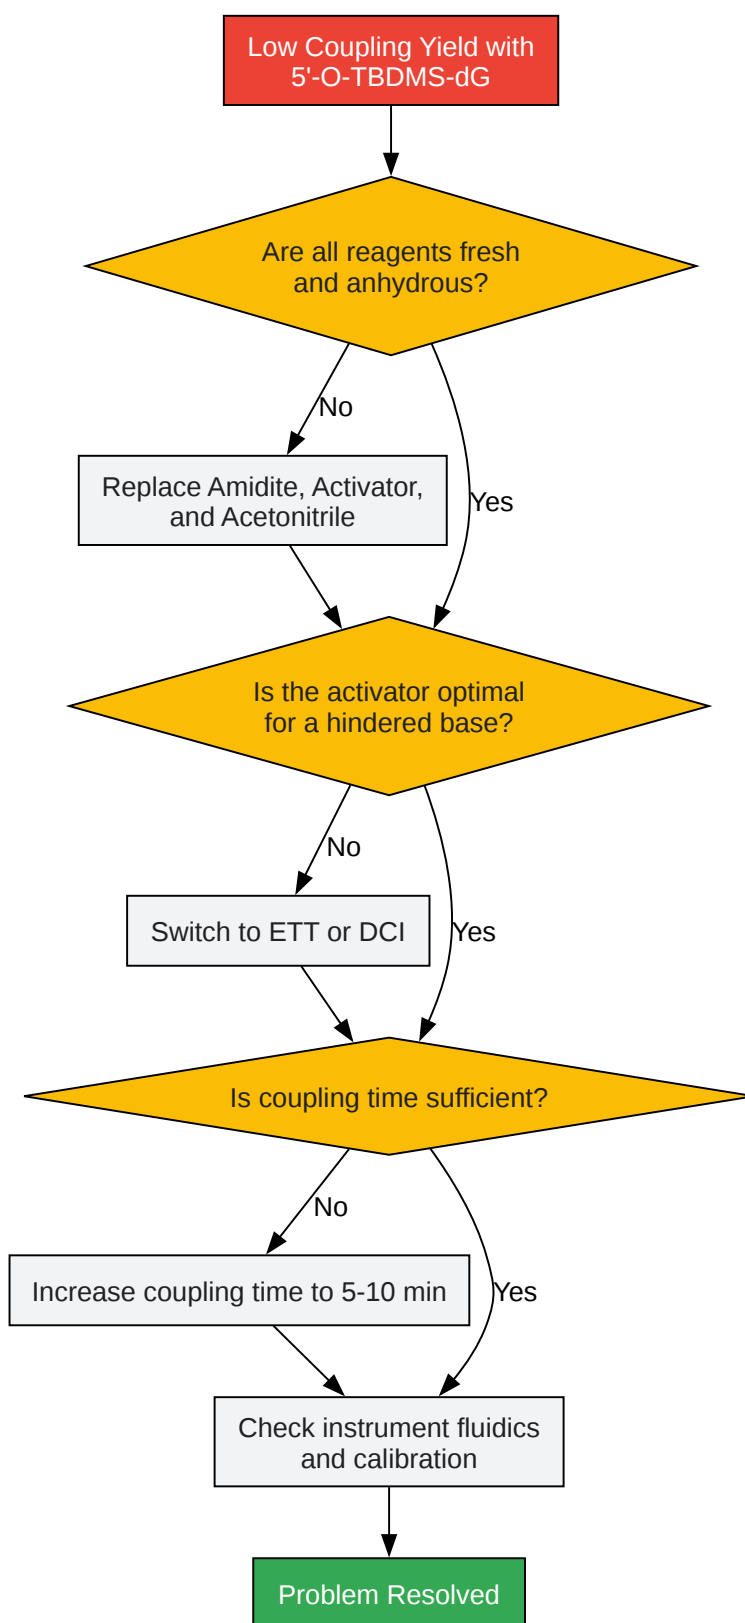 Low Coupling Yield with
5'-O-TBDMS-dG
Are all reagents fresh
and anhydrous?
No
Replace Amidite, Activator,
and Acetonitrile
Yes
Is the activator optimal
for a hindered base?
No
Switch to ETT or DCI
Yes
Is coupling time sufficient?
No
Increase coupling time to 5-10 min
Yes
Check instrument fluidics
and calibration
Problem Resolved